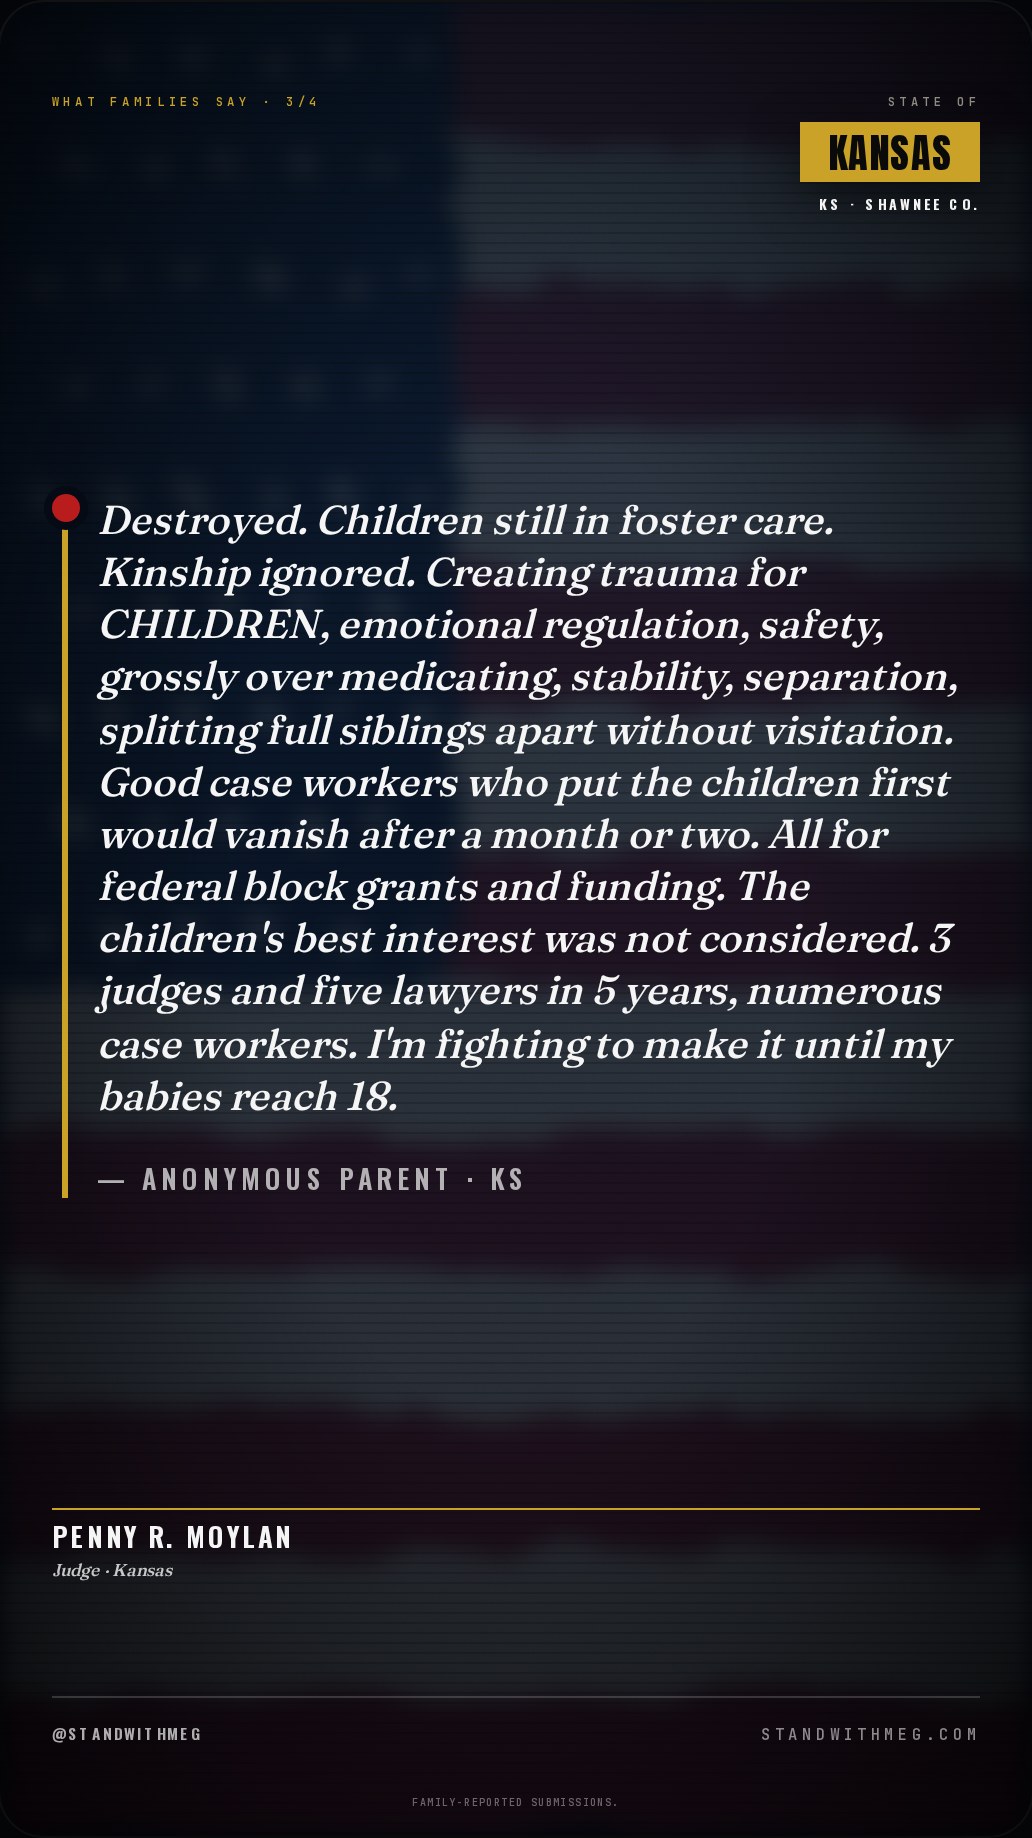 WHAT FAMILIES SAY · 3/4
STATE OF
KANSAS
KS · SHAWNEE CO.
Destroyed. Children still in foster care.
Kinship ignored. Creating trauma for
CHILDREN, emotional regulation, safety,
grossly over medicating, stability, separation,
splitting full siblings apart without visitation.
Good case workers who put the children first
would vanish after a month or two. All for
federal block grants and funding. The
children's best interest was not considered. 3
judges and five lawyers in 5 years, numerous
case workers. I'm fighting to make it until my
babies reach 18.
— ANONYMOUS PARENT · KS
PENNY R. MOYLAN
Judge · Kansas
@STANDWITHMEG
STANDWITHMEG.COM
FAMILY-REPORTED SUBMISSIONS.